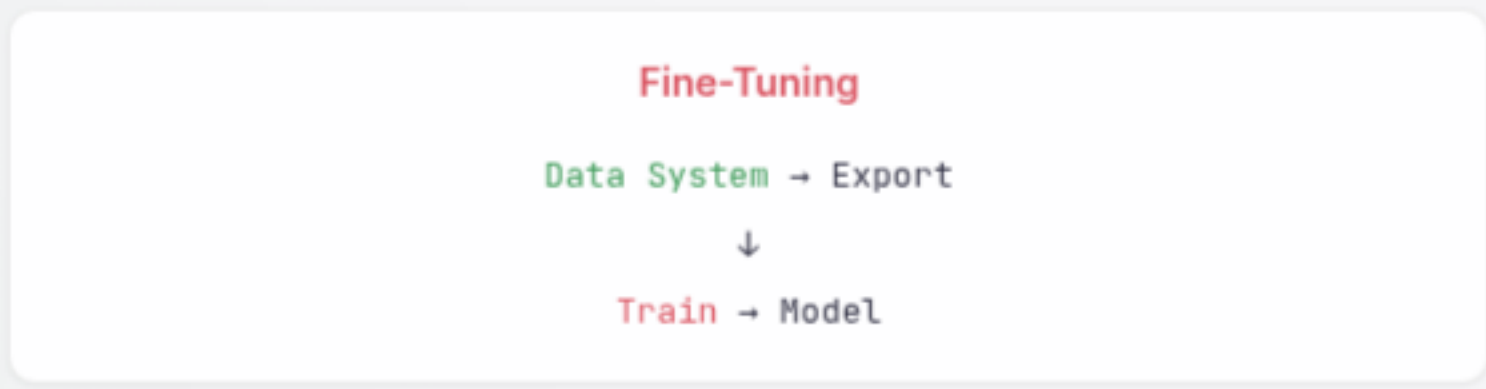 Fine-Tuning
Data System → Export
↓
Train → Model